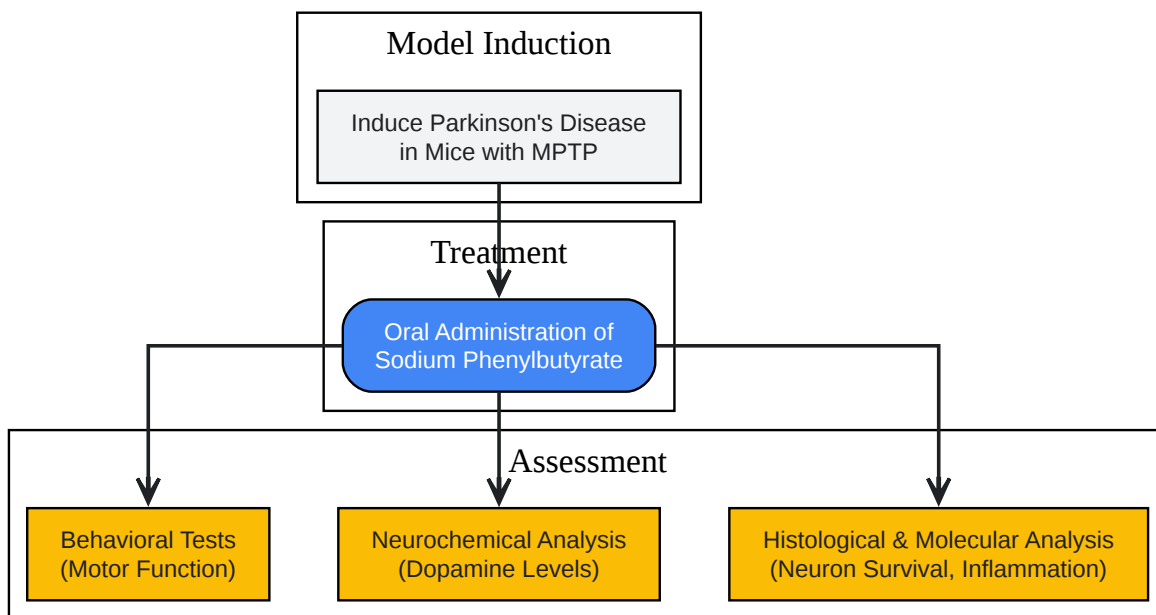 Model Induction
Induce Parkinson's Disease
in Mice with MPTP
Treatment
Oral Administration of
Sodium Phenylbutyrate
Assessment
Behavioral Tests
(Motor Function)
Neurochemical Analysis
(Dopamine Levels)
Histological & Molecular Analysis
(Neuron Survival, Inflammation)